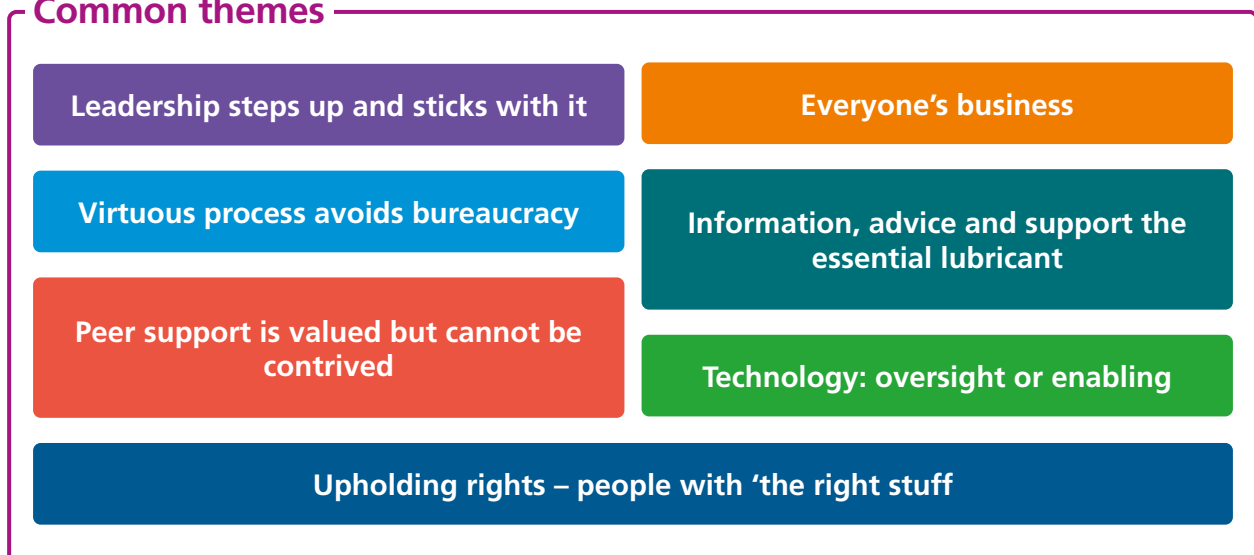 Common themes
Leadership steps up and sticks with it
Everyone’s business
Virtuous process avoids bureaucracy
Information, advice and support the
essential lubricant
Peer support is valued but cannot be
contrived
Technology: oversight or enabling
Upholding rights – people with ‘the right stuff